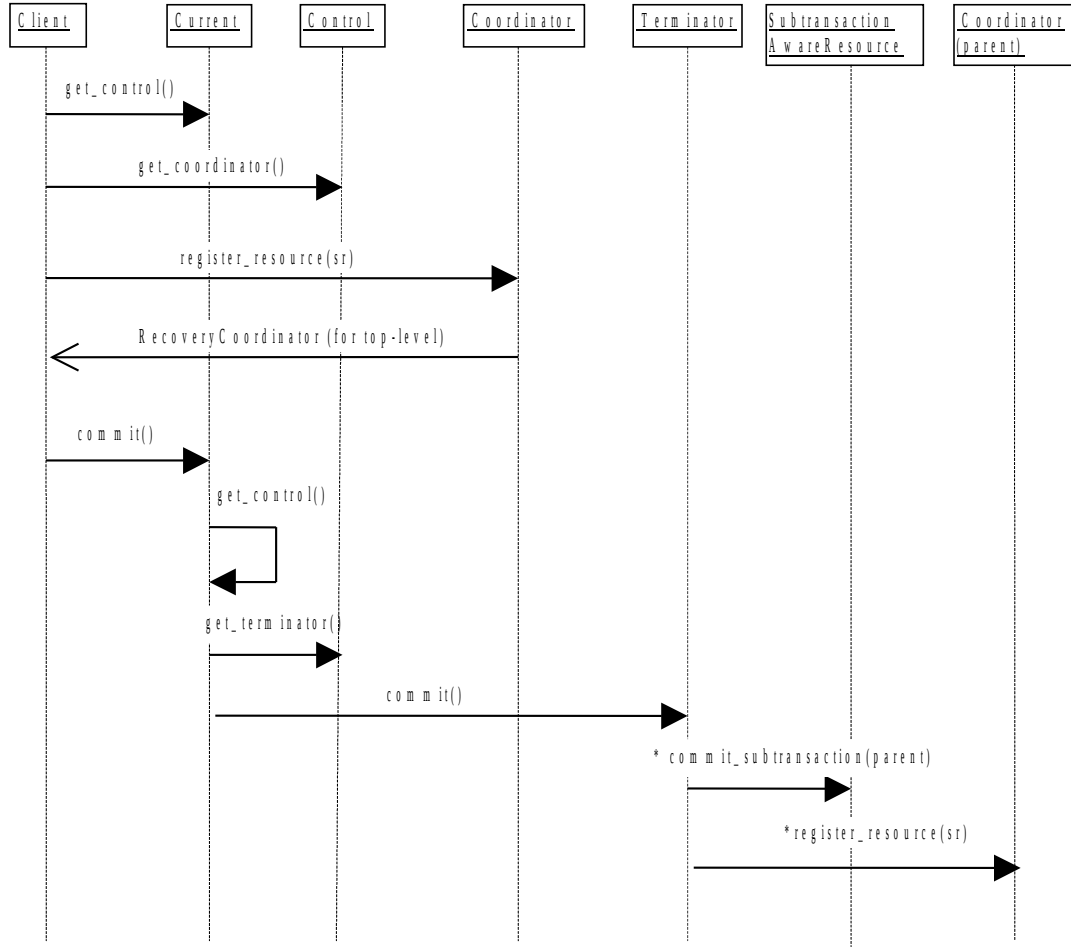 Client
Current
Control
Coordinator
Terminator
Subtransaction
AwareResource
Coordinator
(parent)
get_control()
get_coordinator()
register_resource(sr)
RecoveryCoordinator (for top-level)
commit()
get_control()
get_terminator()
commit()
* commit_subtransaction(parent)
*register_resource(sr)